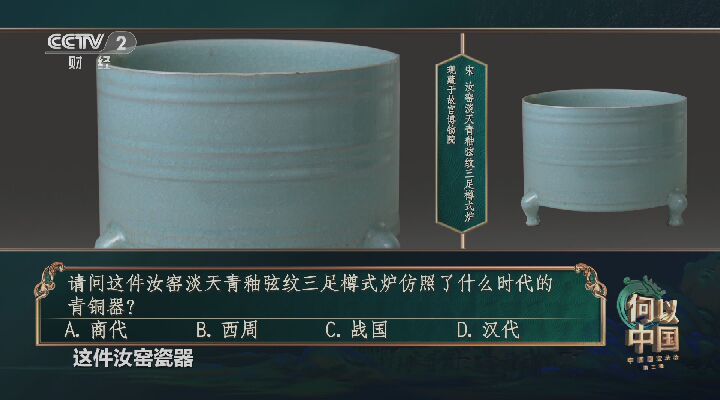 CCTV 2
财经
宋 汝窑淡天青釉弦纹三足樽式炉
现藏于故宫博物院
请问这件汝窑淡天青釉弦纹三足樽式炉仿照了什么时代的
青铜器?
A. 商代 B. 西周 C. 战国 D. 汉代
何以
中国
这件汝窑瓷器